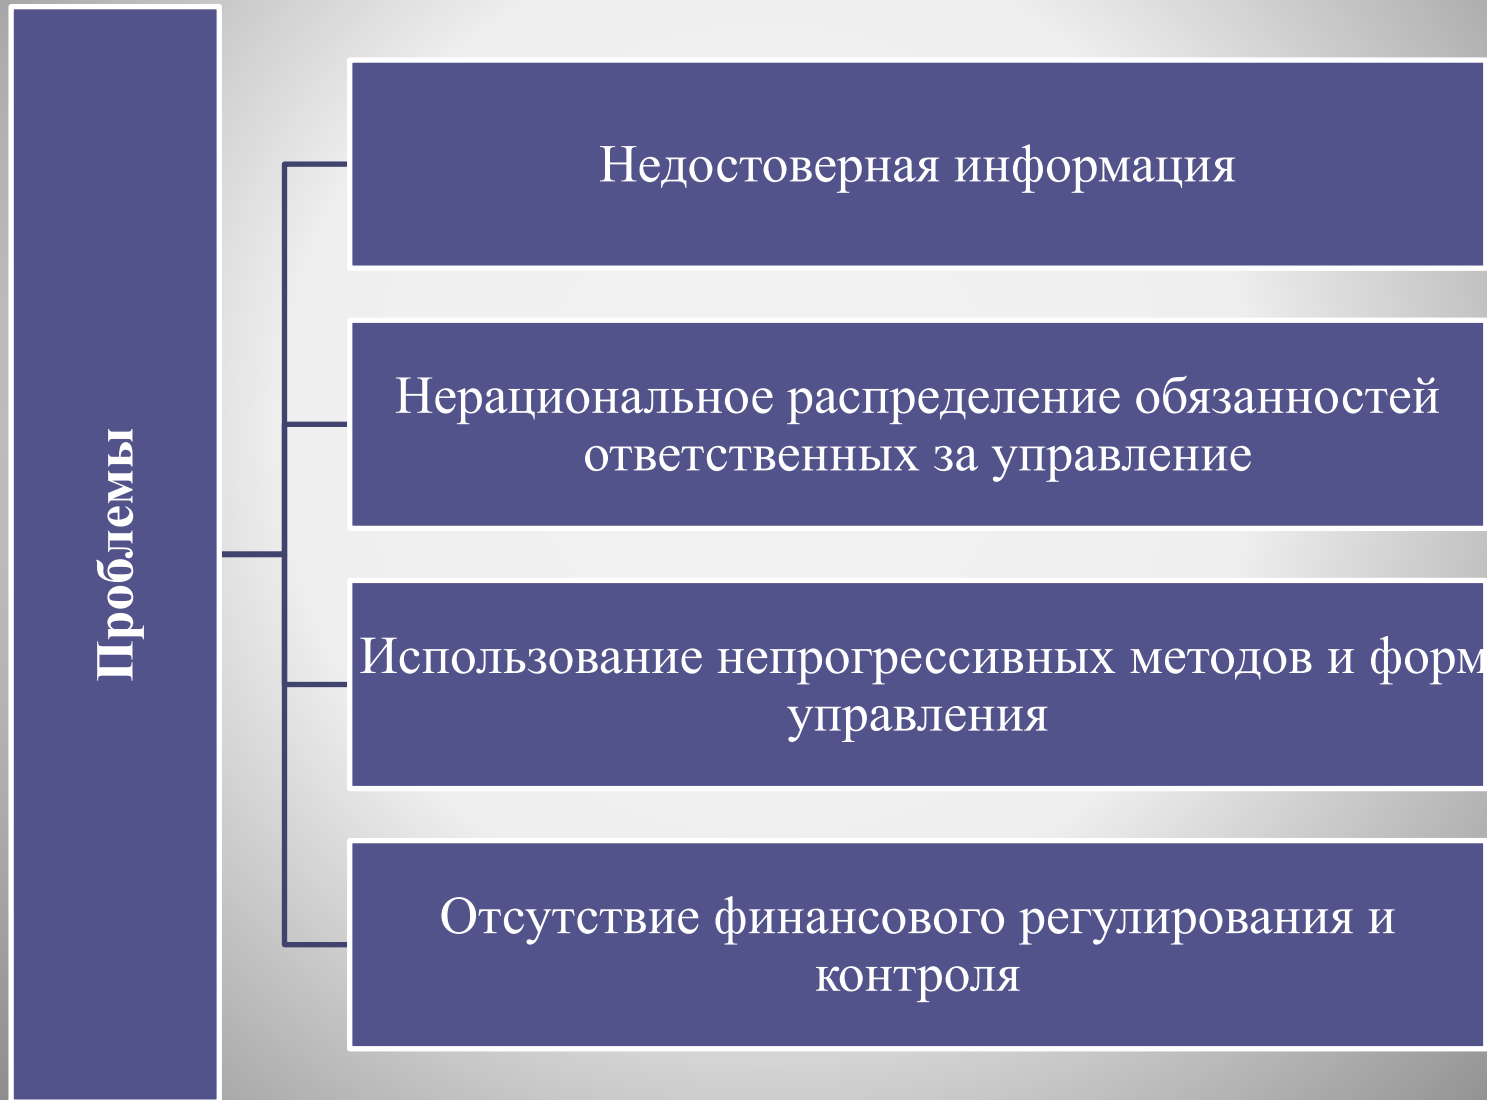 Проблемы
Недостоверная информация
Нерациональное распределение обязанностей
ответственных за управление
Использование непрогрессивных методов и форм
управления
Отсутствие финансового регулирования и
контроля